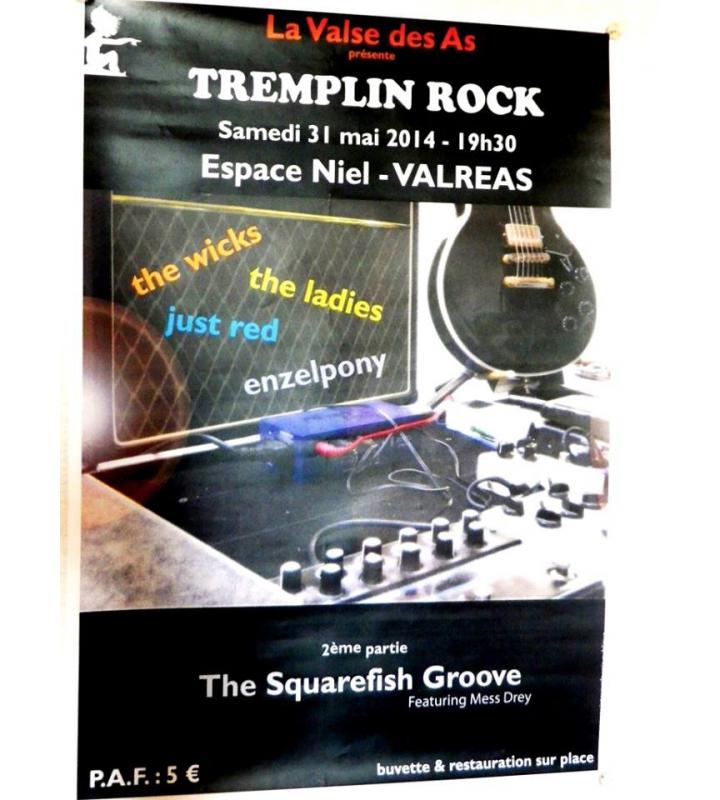 La Valse des As
présente
TREMPLIN ROCK
Samedi 31 mai 2014 - 19h30
Espace Niel - VALREAS
the wicks
the ladies
just red
enzelpony
2ème partie
The Squarefish Groove
Featuring Mess Drey
P.A.F. : 5 €
buvette & restauration sur place